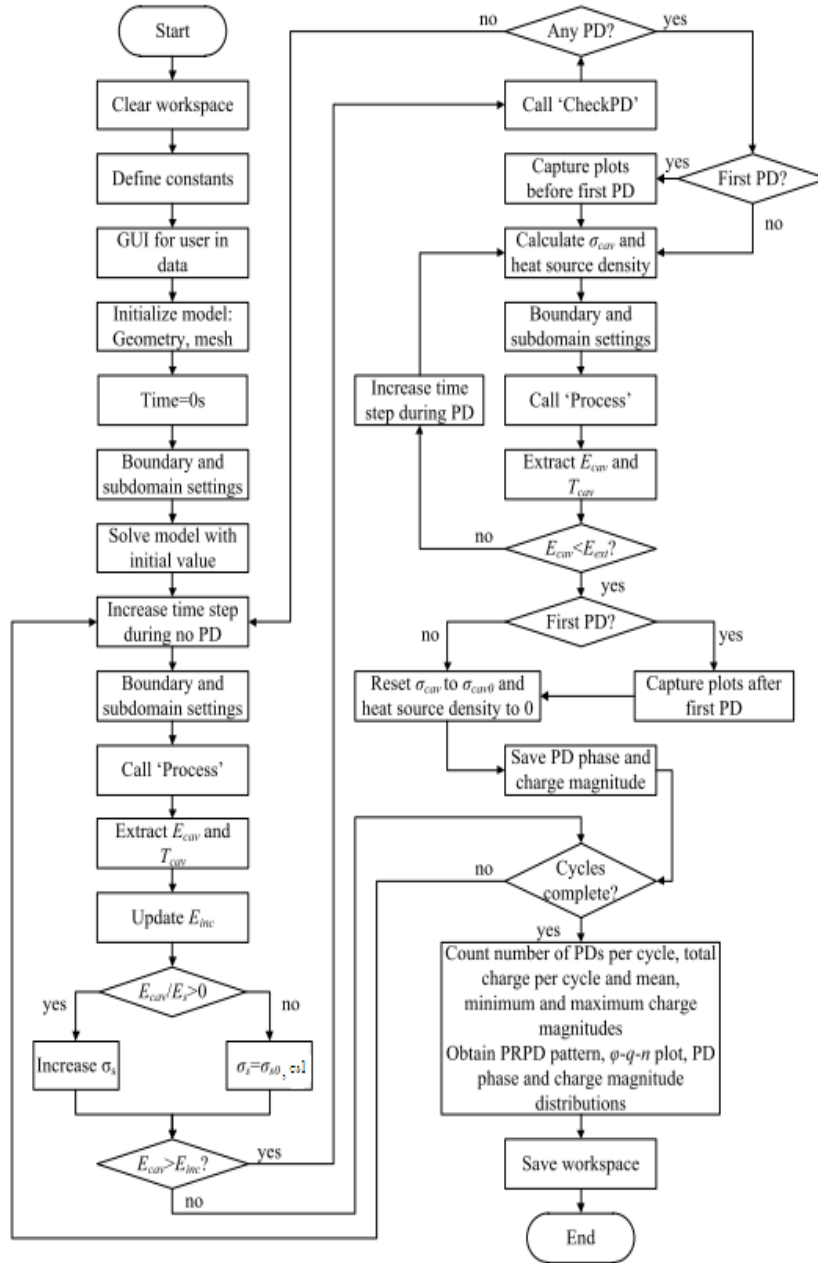 Start
Clear workspace
Define constants
GUI for user in
data
Initialize model:
Geometry, mesh
Time=0s
Boundary and
subdomain settings
Solve model with
initial value
Increase time step
during no PD
Boundary and
subdomain settings
Call ‘Process’
Extract E_cav and
T_cav
Update E_inc
E_cav/E_s>0
yes
no
Increase σ_s
σ_s=σ_s0,
E_cav>E_inc?
yes
no
no
Any PD?
yes
Call ‘CheckPD’
Capture plots
before first PD
yes
First PD?
no
Calculate σ_cav and
heat source density
Boundary and
subdomain settings
Increase time
step during PD
Call ‘Process’
Extract E_cav and
T_cav
no
E_cav<E_ext?
yes
First PD?
no
yes
Reset σ_cav to σ_cav0 and
heat source density to 0
Capture plots after
first PD
Save PD phase and
charge magnitude
no
Cycles
complete?
yes
Count number of PDs per cycle, total
charge per cycle and mean,
minimum and maximum charge
magnitudes
Obtain PRPD pattern, φ-q-n plot, PD
phase and charge magnitude
distributions
Save workspace
End